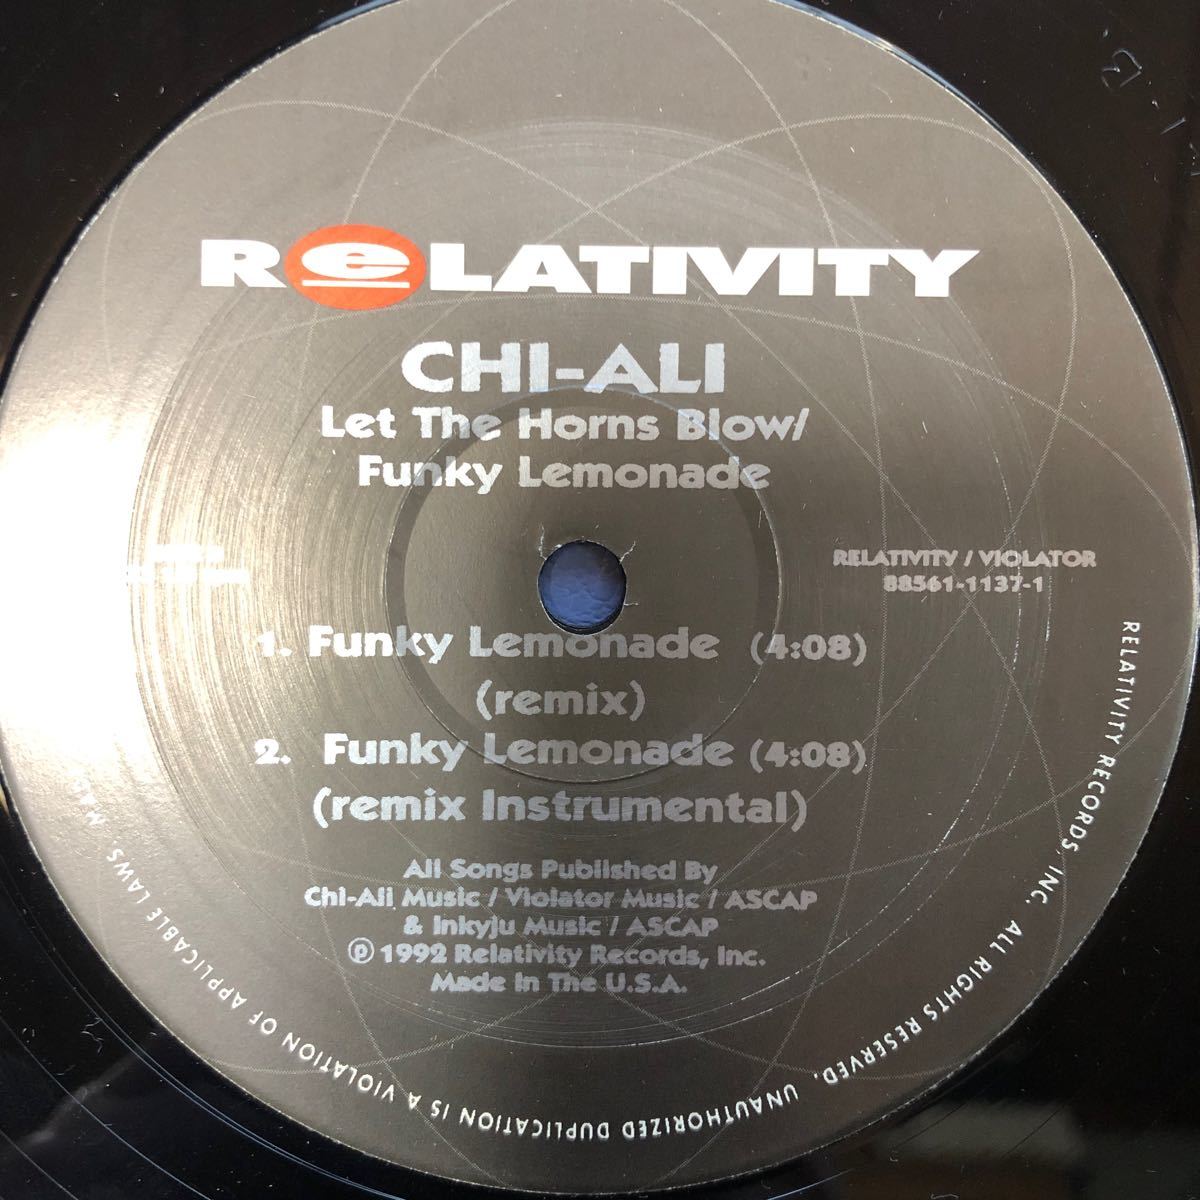 ReLATIVITY
CHI-ALI
Let The Horns Blow/
Funky Lemonade
RELATIVITY / VIOLATOR
88561-1137-1
1. Funky Lemonade (4:08)
(remix)
2. Funky Lemonade (4:08)
(remix Instrumental)
All Songs Published By
Chi-Ali Music / Violator Music / ASCAP
& Inkyju Music / ASCAP
℗ 1992 Relativity Records, Inc.
Made In The U.S.A.
RELATIVITY RECORDS, INC. ALL RIGHTS RESERVED. UNAUTHORIZED DUPLICATION IS A VIOLATION OF APPLICABLE LAWS.